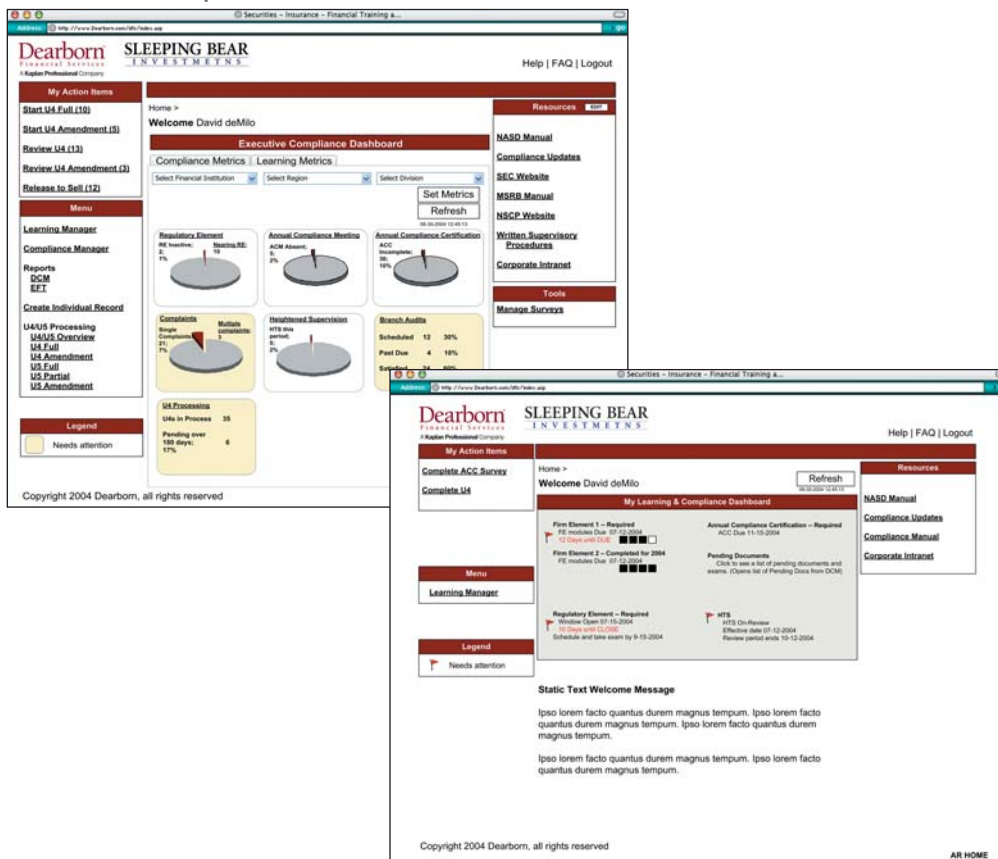 Securities – Insurance – Financial Training a...
Address: http://www.Dearborn.com/dfs/index.asp
go
Dearborn
Financial Services
A Kaplan Professional Company
SLEEPING BEAR
INVESTMETNS
Help | FAQ | Logout
My Action Items
Start U4 Full (10)
Start U4 Amendment (5)
Review U4 (13)
Review U4 Amendment (3)
Release to Sell (12)
Menu
Learning Manager
Compliance Manager
Reports
DCM
EFT
Create Individual Record
U4/U5 Processing
U4/U5 Overview
U4 Full
U4 Amendment
U5 Full
U5 Partial
U5 Amendment
Legend
Needs attention
Home >
Welcome David deMilo
Executive Compliance Dashboard
Compliance Metrics
Learning Metrics
Select Financial Institution
Select Region
Select Division
Set Metrics
Refresh
08-30-2004 12:45:13
Regulatory Element
RE Inactive;
2;
1%
Nearing RE;
10
Annual Compliance Meeting
ACM Absent;
5;
2%
Annual Compliance Certification
ACC
Incomplete;
30;
10%
Complaints
Single
Complaints
21;
7%
Multiple
complaints:
3
Heightened Supervision
HTS this
period;
5;
2%
Branch Audits
Scheduled 12 30%
Past Due 4 10%
Satisfied 24 60%
U4 Processing
U4s in Process 35
Pending over
180 days;
17%
6
Resources EDIT
NASD Manual
Compliance Updates
SEC Website
MSRB Manual
NSCP Website
Written Supervisory
Procedures
Corporate Intranet
Tools
Manage Surveys
Copyright 2004 Dearborn, all rights reserved
Securities – Insurance – Financial Training a...
Address: http://www.Dearborn.com/dfs/index.asp
Dearborn
Financial Services
A Kaplan Professional Company
SLEEPING BEAR
INVESTMETNS
Help | FAQ | Logout
My Action Items
Complete ACC Survey
Complete U4
Menu
Learning Manager
Legend
Needs attention
Home >
Welcome David deMilo
Refresh
08-30-2004 12:45:13
My Learning & Compliance Dashboard
Firm Element 1 – Required
FE modules Due 07-12-2004
12 Days until DUE
Firm Element 2 – Completed for 2004
FE modules Due 07-12-2004
Regulatory Element – Required
Window Open 07-15-2004
10 Days until CLOSE
Schedule and take exam by 9-15-2004
Annual Compliance Certification – Required
ACC Due 11-15-2004
Pending Documents
Click to see a list of pending documents and
exams. (Opens list of Pending Docs from DCM)
HTS
HTS On-Review
Effective date 07-12-2004
Review period ends 10-12-2004
Resources
NASD Manual
Compliance Updates
Compliance Manual
Corporate Intranet
Static Text Welcome Message
Ipso lorem facto quantus durem magnus tempum. Ipso lorem facto
quantus durem magnus tempum. Ipso lorem facto quantus durem
magnus tempum.
Ipso lorem facto quantus durem magnus tempum. Ipso lorem facto
quantus durem magnus tempum.
Copyright 2004 Dearborn, all rights reserved
AR HOME